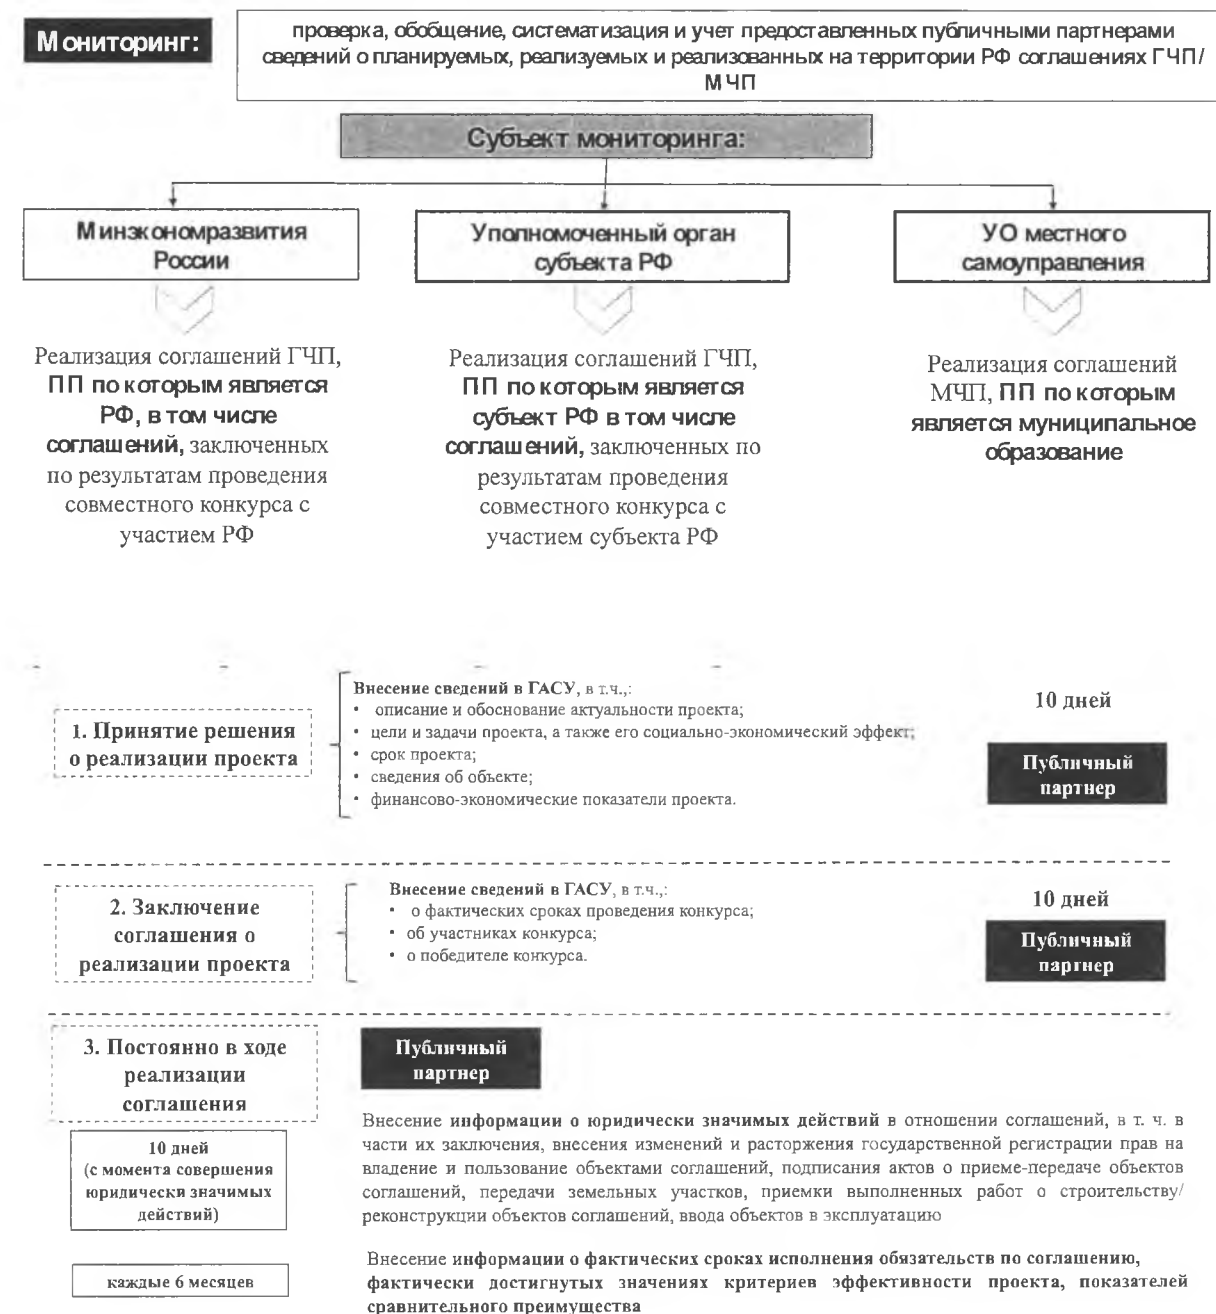 Мониторинг:
проверка, обобщение, систематизация и учет предоставленных публичными партнерами
сведений о планируемых, реализуемых и реализованных на территории РФ соглашениях ГЧП/
МЧП
Субъект мониторинга:
Минэкономразвития
России
Уполномоченный орган
субъекта РФ
УО местного
самоуправления
Реализация соглашений ГЧП,
ПП по которым является
РФ, в том числе
соглашений, заключенных
по результатам проведения
совместного конкурса с
участием РФ
Реализация соглашений ГЧП,
ПП по которым является
субъект РФ в том числе
соглашений, заключенных по
результатам проведения
совместного конкурса с
участием субъекта РФ
Реализация соглашений
МЧП, ПП по которым
является муниципальное
образование
1. Принятие решения
о реализации проекта
Внесение сведений в ГАСУ, в т.ч.,:
• описание и обоснование актуальности проекта;
• цели и задачи проекта, а также его социально-экономический эффект;
• срок проекта;
• сведения об объекте;
• финансово-экономические показатели проекта.
10 дней
Публичный
партнер
2. Заключение
соглашения о
реализации проекта
Внесение сведений в ГАСУ, в т.ч.,:
• о фактических сроках проведения конкурса;
• об участниках конкурса;
• о победителе конкурса.
10 дней
Публичный
партнер
3. Постоянно в ходе
реализации
соглашения
Публичный
партнер
10 дней
(с момента совершения
юридически значимых
действий)
Внесение информации о юридически значимых действий в отношении соглашений, в т. ч. в
части их заключения, внесения изменений и расторжения государственной регистрации прав на
владение и пользование объектами соглашений, подписания актов о приеме-передаче объектов
соглашений, передачи земельных участков, приемки выполненных работ о строительству/
реконструкции объектов соглашений, ввода объектов в эксплуатацию
каждые 6 месяцев
Внесение информации о фактических сроках исполнения обязательств по соглашению,
фактически достигнутых значениях критериев эффективности проекта, показателей
сравнительного преимущества